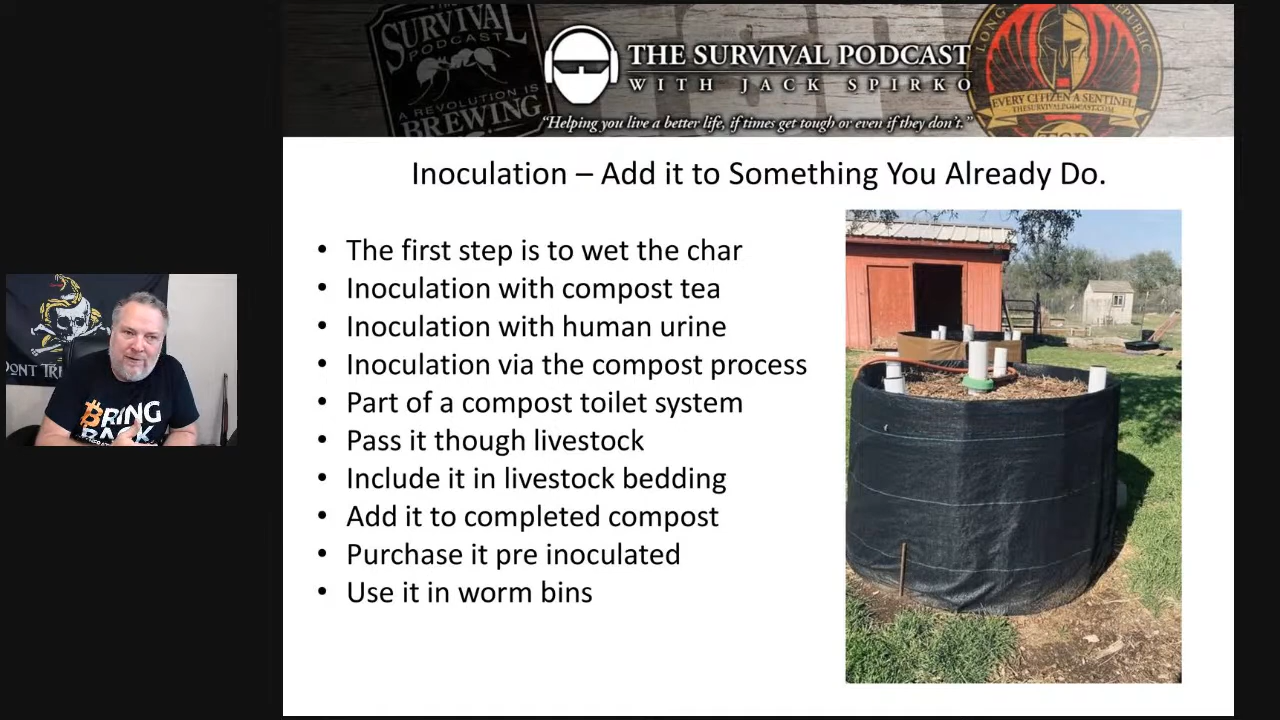 SURVIVAL
PODCAST
REVOLUTION IS
BREWING
THE SURVIVAL PODCAST
WITH JACK SPIRKO
“Helping you live a better life, if times get tough or even if they don’t.”
EVERY CITIZEN A SENTINEL
THESURVIVALPODCAST.COM
TSP
Inoculation – Add it to Something You Already Do.
• The first step is to wet the char
• Inoculation with compost tea
• Inoculation with human urine
• Inoculation via the compost process
• Part of a compost toilet system
• Pass it though livestock
• Include it in livestock bedding
• Add it to completed compost
• Purchase it pre inoculated
• Use it in worm bins
DONT
BRING
BACK